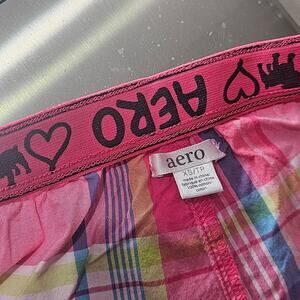 AERO
aero
XS/TP
made in china
fabriqué en chine
100% cotton
coton